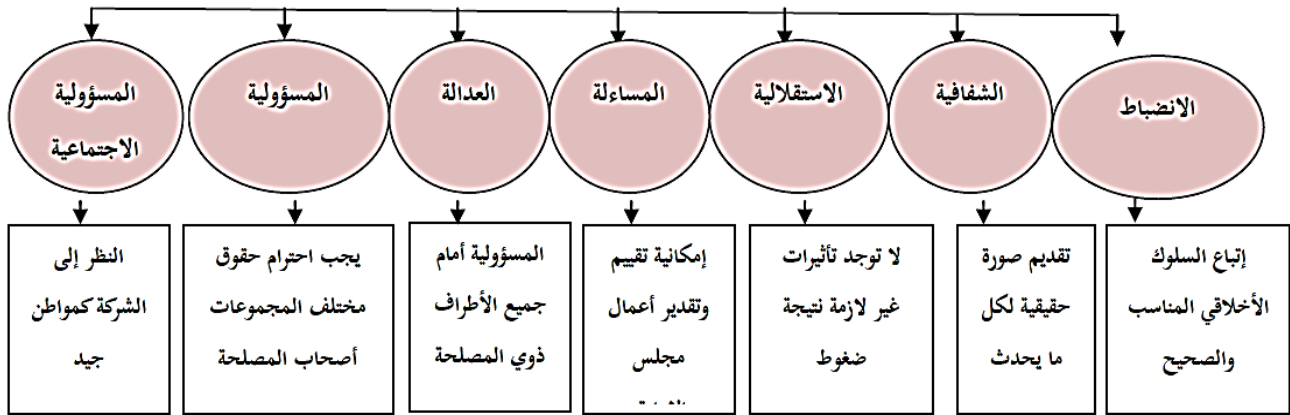 الانضباط
الشفافية
الاستقلالية
المساءلة
العدالة
المسؤولية
المسؤولية
الاجتماعية
إتباع السلوك
الأخلاقي المناسب
والصحيح
تقديم صورة
حقيقية لكل
ما يحدث
لا توجد تأثيرات
غير لازمة نتيجة
ضغوط
إمكانية تقييم
وتقدير أعمال
مجلس
المسؤولية أمام
جميع الأطراف
ذوي المصلحة
يجب احترام حقوق
مختلف المجموعات
أصحاب المصلحة
النظر إلى
الشركة كمواطن
جيد